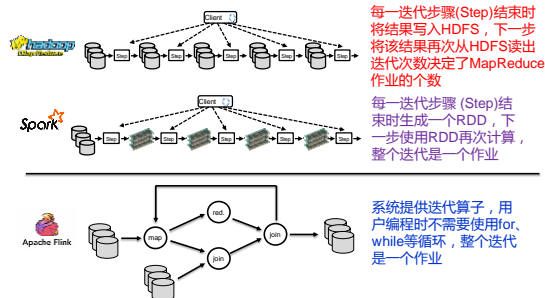 Client
hadoop
Step
Step
Step
Step
Step
每一迭代步骤(Step)结束时
将结果写入HDFS，下一步
将该结果再次从HDFS读出
迭代次数决定了MapReduce
作业的个数
Client
Spark
Step
Step
Step
Step
Step
每一迭代步骤 (Step)结
束时生成一个RDD，下
一步使用RDD再次计算，
整个迭代是一个作业
Apache Flink
map
red.
join
join
系统提供迭代算子，用
户编程时不需要使用for、
while等循环，整个迭代
是一个作业